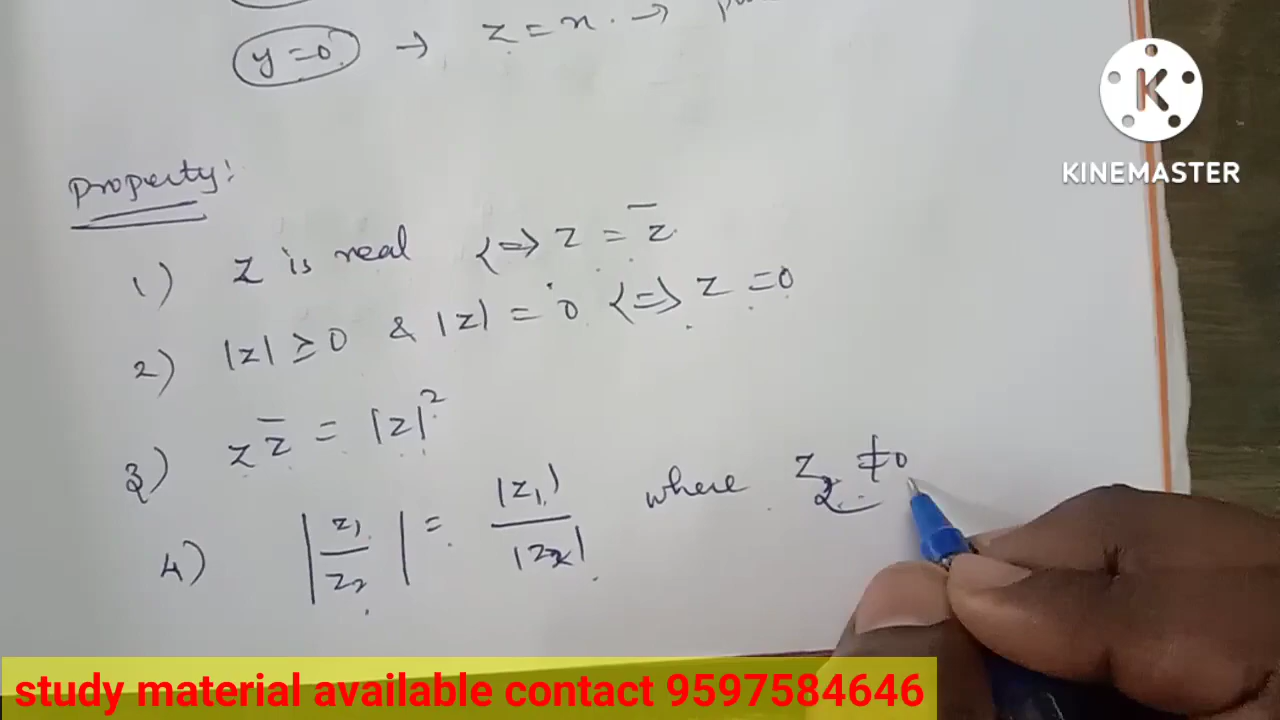 y=0 → z = x. →
KINEMASTER
Property:
1) z is real <=> z = z̅
2) |z| ≥ 0 & |z| = 0 <=> z = 0
3) z z̅ = |z|²
4) |z₁/z₂| = |z₁|/|z₂| where z₂ ≠ 0
study material available contact 9597584646